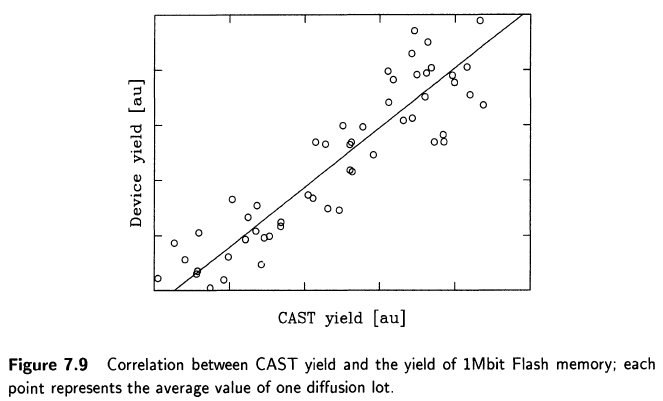 Device yield [au]
CAST yield [au]
Figure 7.9 Correlation between CAST yield and the yield of 1Mbit Flash memory; each
point represents the average value of one diffusion lot.